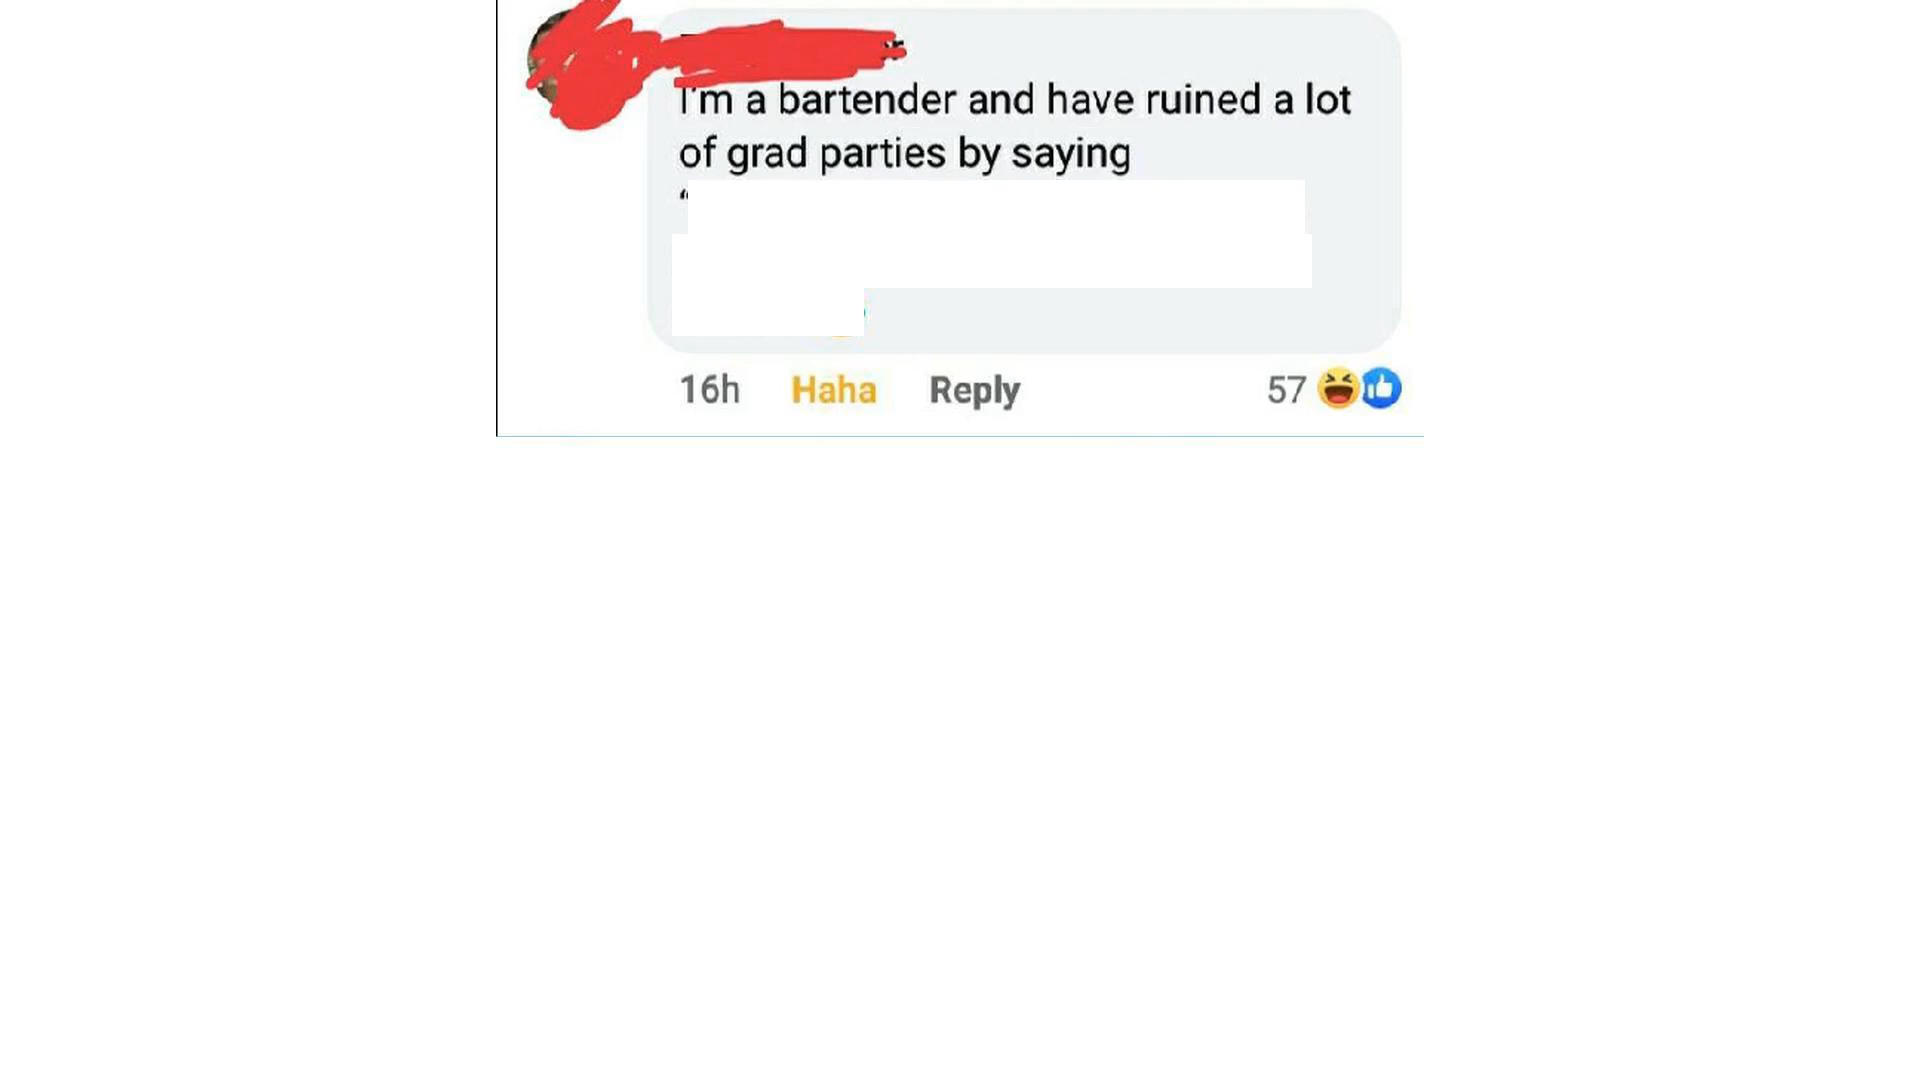 I'm a bartender and have ruined a lot
of grad parties by saying
“
16h Haha Reply 57